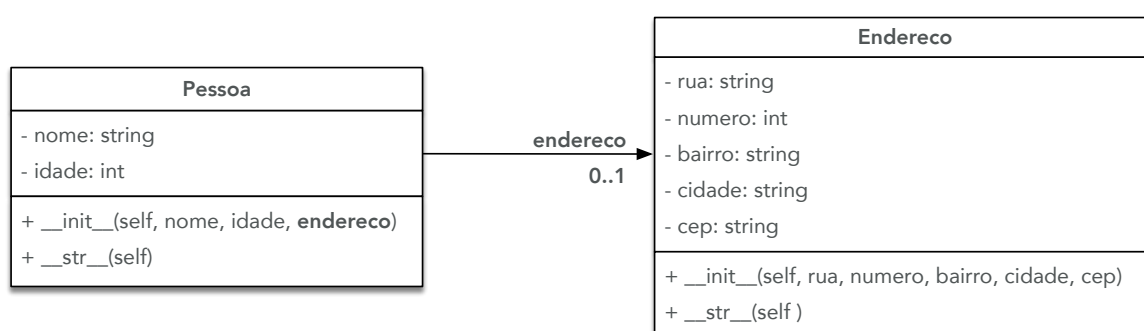 Pessoa
- nome: string
- idade: int
+ __init__(self, nome, idade, endereco)
+ __str__(self)
endereco
0..1
Endereco
- rua: string
- numero: int
- bairro: string
- cidade: string
- cep: string
+ __init__(self, rua, numero, bairro, cidade, cep)
+ __str__(self )